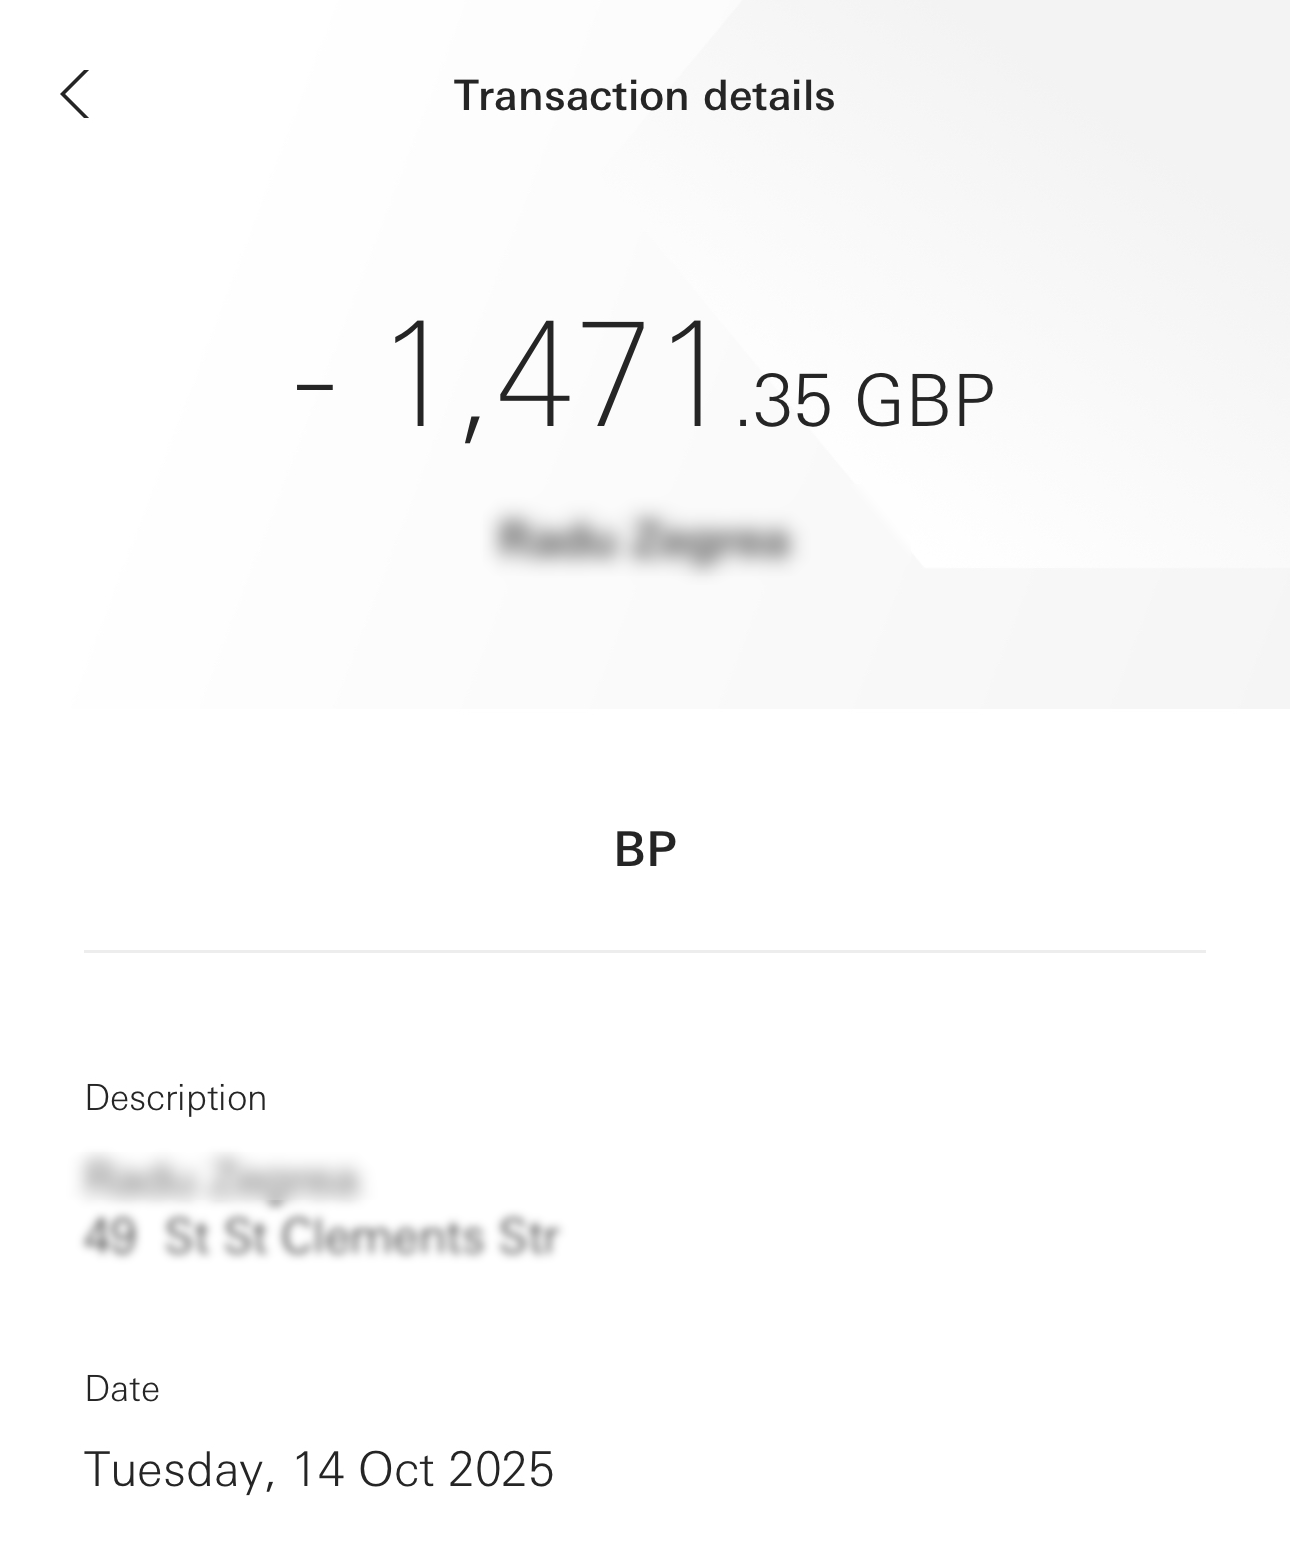 Transaction details
- 1,471.35 GBP
BP
Description
Date
Tuesday, 14 Oct 2025